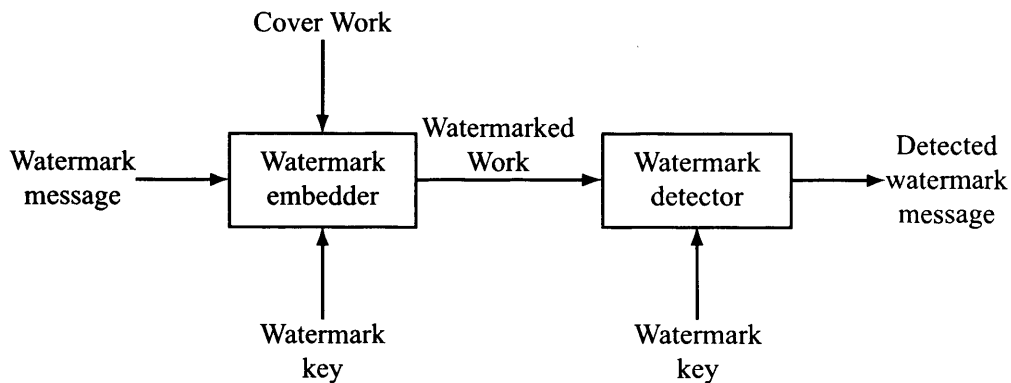 Cover Work
Watermark
message
Watermark
embedder
Watermarked
Work
Watermark
detector
Detected
watermark
message
Watermark
key
Watermark
key